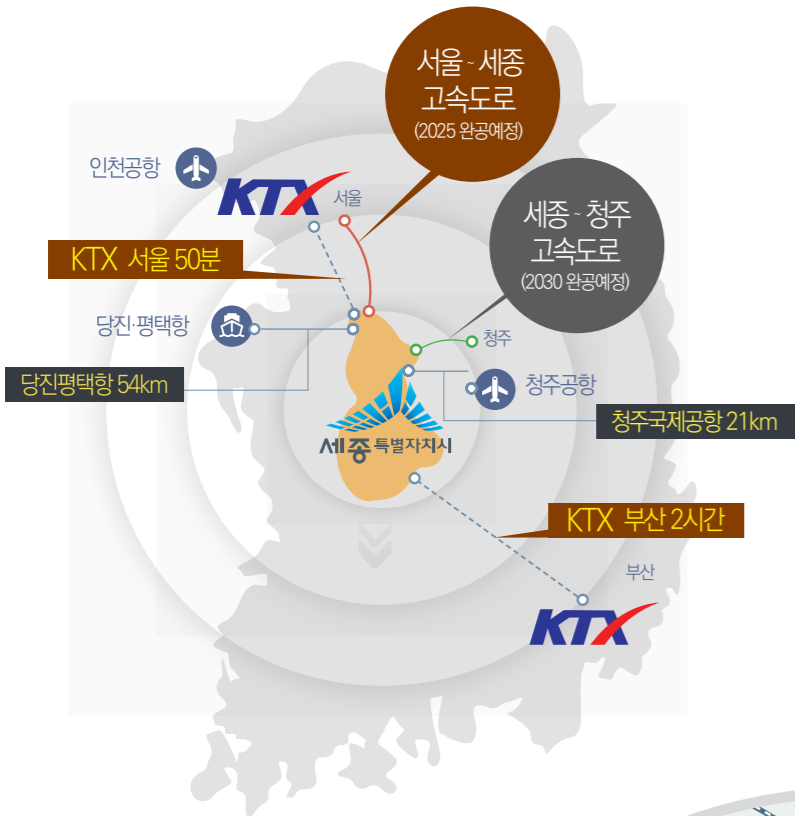 서울 ~ 세종
고속도로
(2025 완공예정)
인천공항
KTX
서울
세종 ~ 청주
고속도로
(2030 완공예정)
KTX 서울 50분
당진·평택항
청주
당진평택항 54km
청주공항
청주국제공항 21km
세종특별자치시
KTX 부산 2시간
부산
KTX